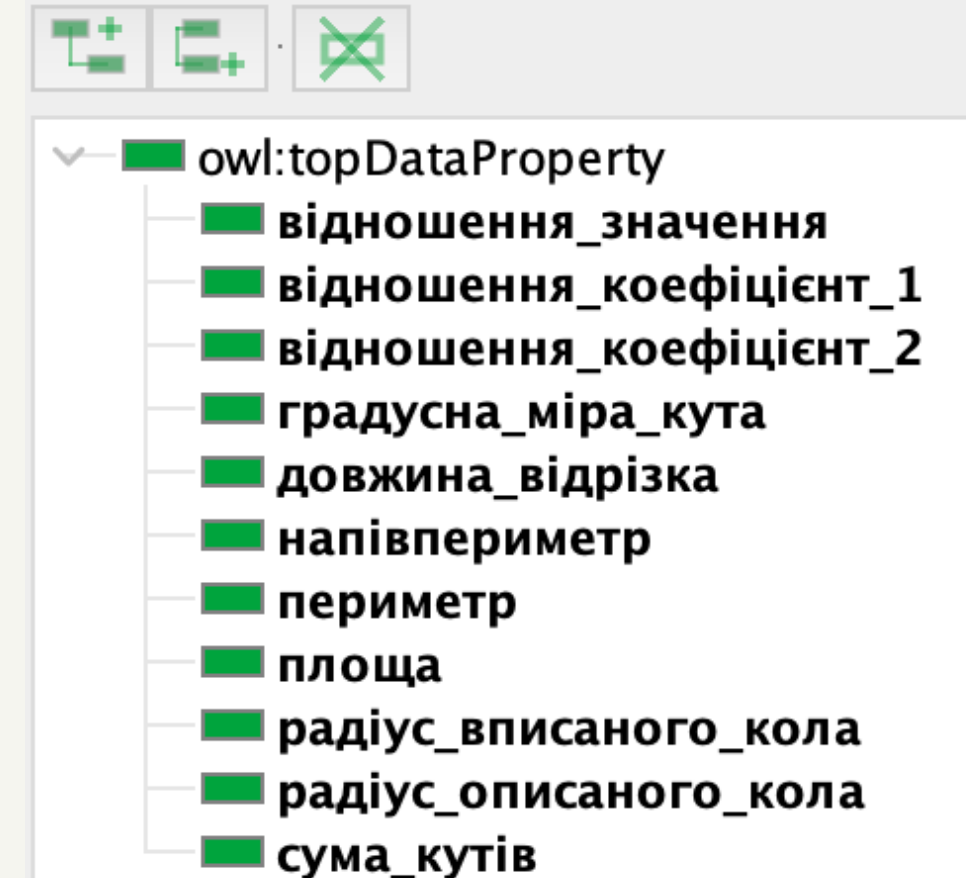 owl:topDataProperty
відношення_значення
відношення_коефіцієнт_1
відношення_коефіцієнт_2
градусна_міра_кута
довжина_відрізка
напівпериметр
периметр
площа
радіус_вписаного_кола
радіус_описаного_кола
сума_кутів